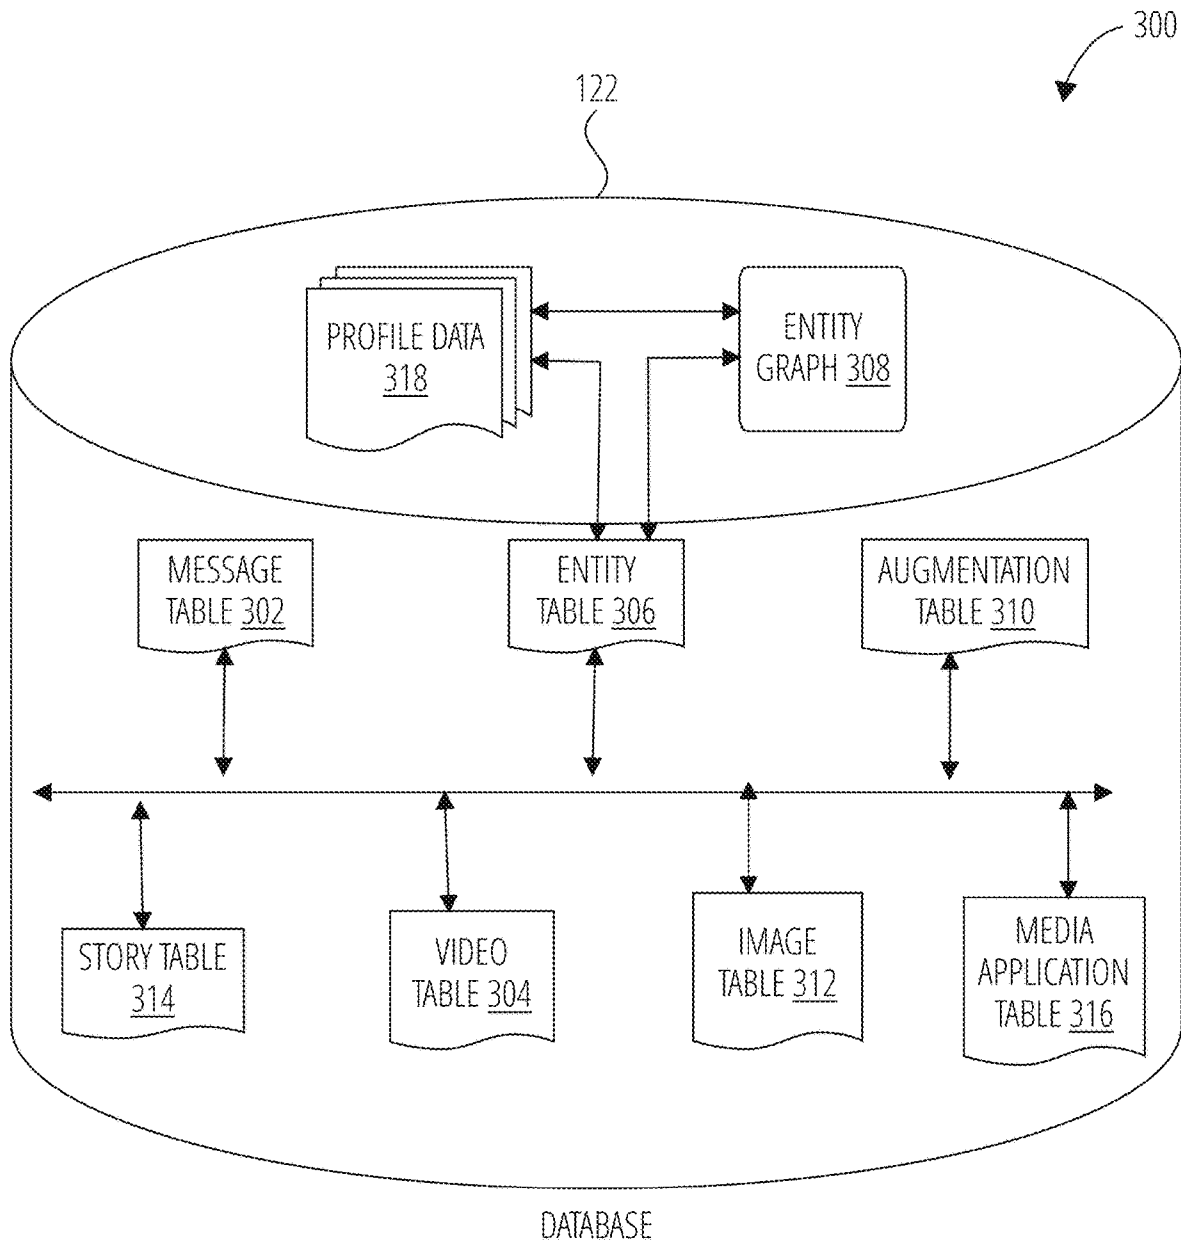 300
122
PROFILE DATA
318
ENTITY
GRAPH 308
MESSAGE
TABLE 302
ENTITY
TABLE 306
AUGMENTATION
TABLE 310
STORY TABLE
314
VIDEO
TABLE 304
IMAGE
TABLE 312
MEDIA
APPLICATION
TABLE 316
DATABASE